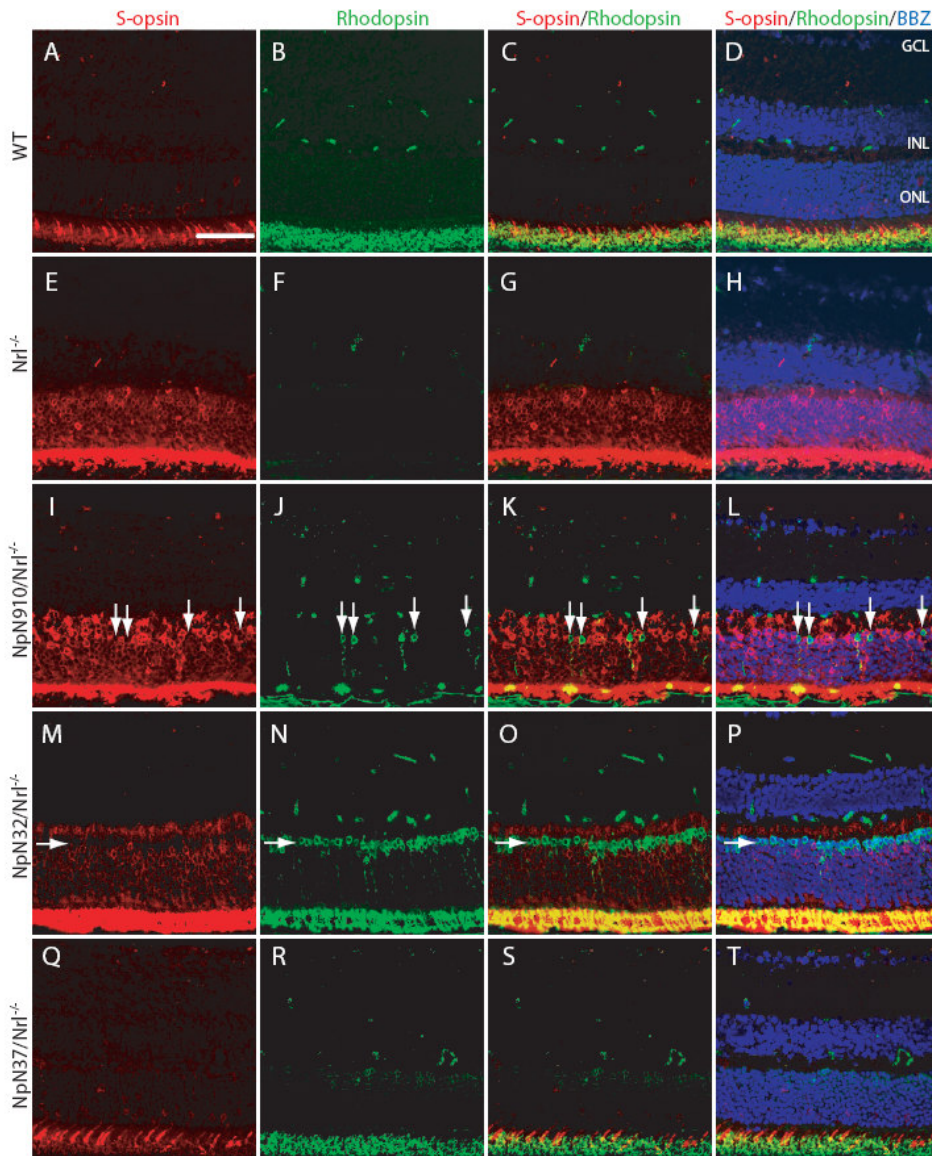 S-opsin Rhodopsin S-opsin/Rhodopsin S-opsin/Rhodopsin/BBZ
WT A B C D GCL
INL
ONL
Nrl-/- E F G H
NpN910/Nrl-/- I J K L
NpN32/Nrl-/- M N O P
NpN37/Nrl-/- Q R S T